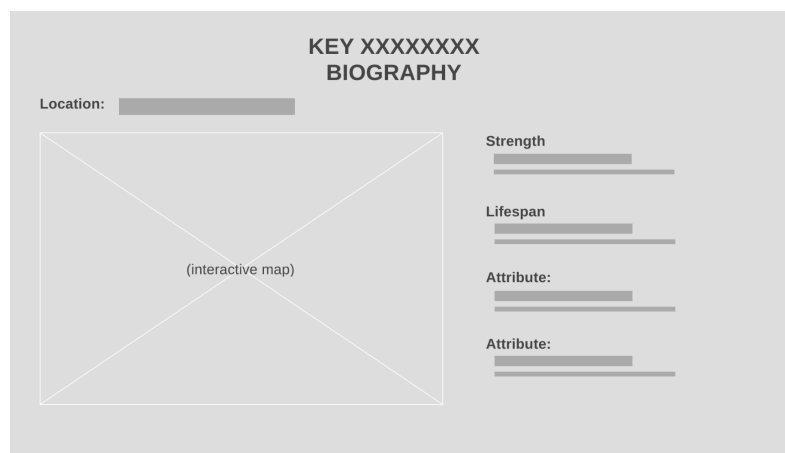 KEY XXXXXXXX
BIOGRAPHY
Location:
(interactive map)
Strength
Lifespan
Attribute:
Attribute: